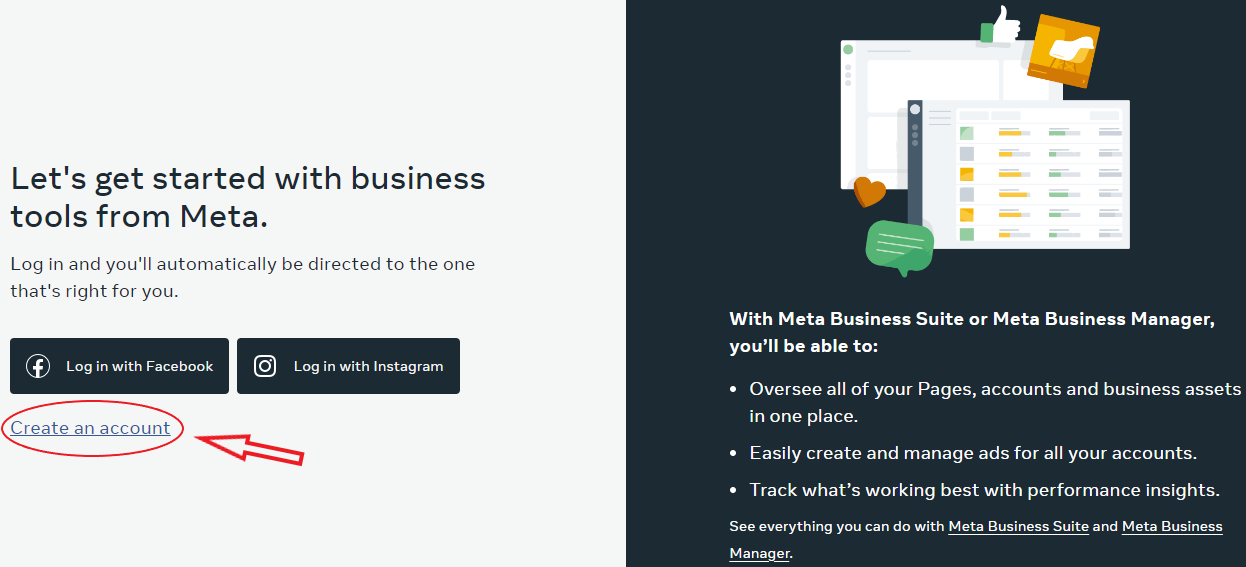 Let's get started with business
tools from Meta.
Log in and you'll automatically be directed to the one
that's right for you.
Log in with Facebook
Log in with Instagram
Create an account
With Meta Business Suite or Meta Business Manager,
you’ll be able to:
• Oversee all of your Pages, accounts and business assets
in one place.
• Easily create and manage ads for all your accounts.
• Track what’s working best with performance insights.
See everything you can do with Meta Business Suite and Meta Business
Manager.